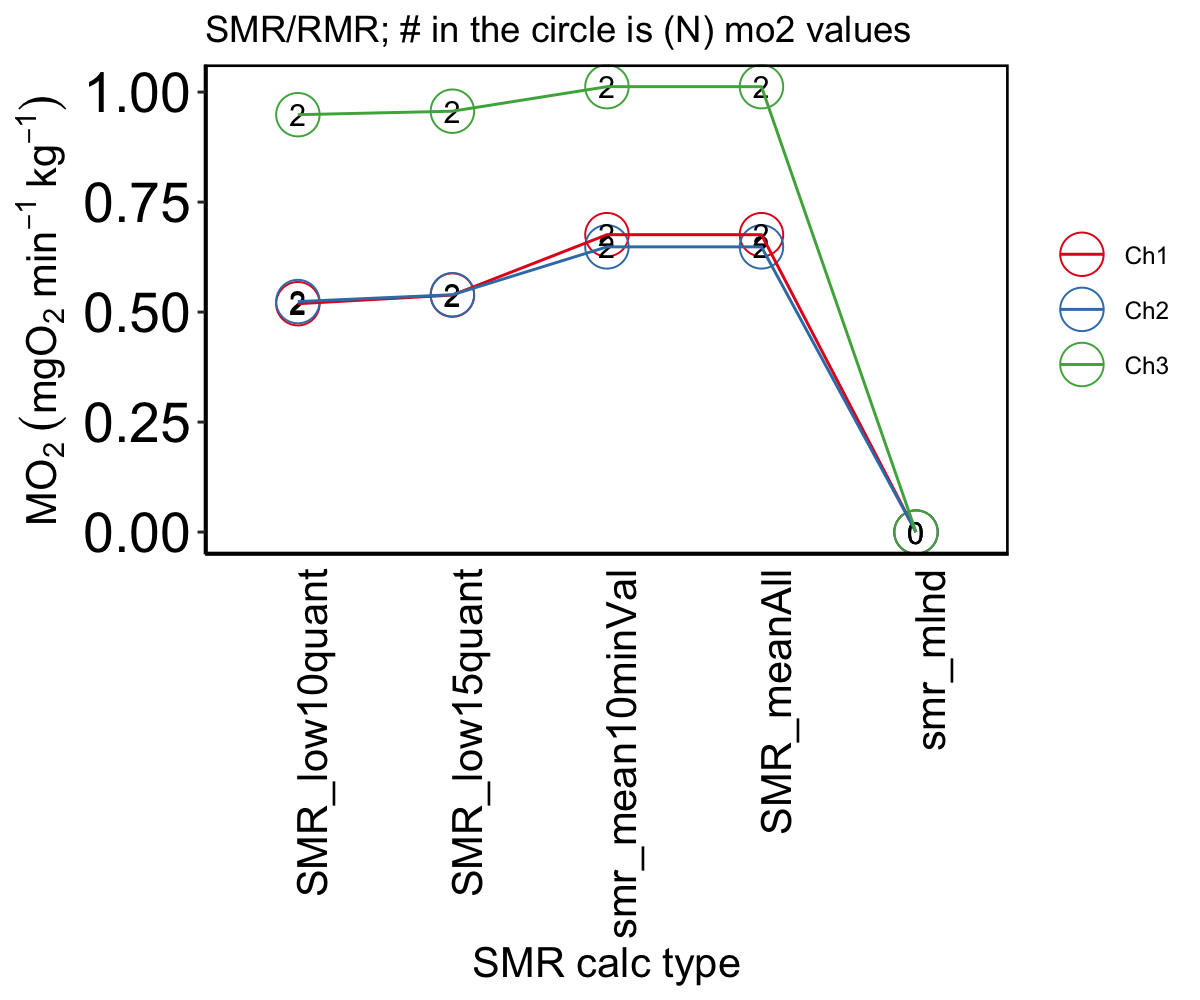 SMR/RMR; # in the circle is (N) mo2 values
MO₂ (mgO₂ min⁻¹ kg⁻¹)
1.00
0.75
0.50
0.25
0.00
2 2 2 2
2 2 2 2
2 2 2 2
0
Ch1
Ch2
Ch3
SMR_low10quant
SMR_low15quant
smr_mean10minVal
SMR_meanAll
smr_mlnd
SMR calc type